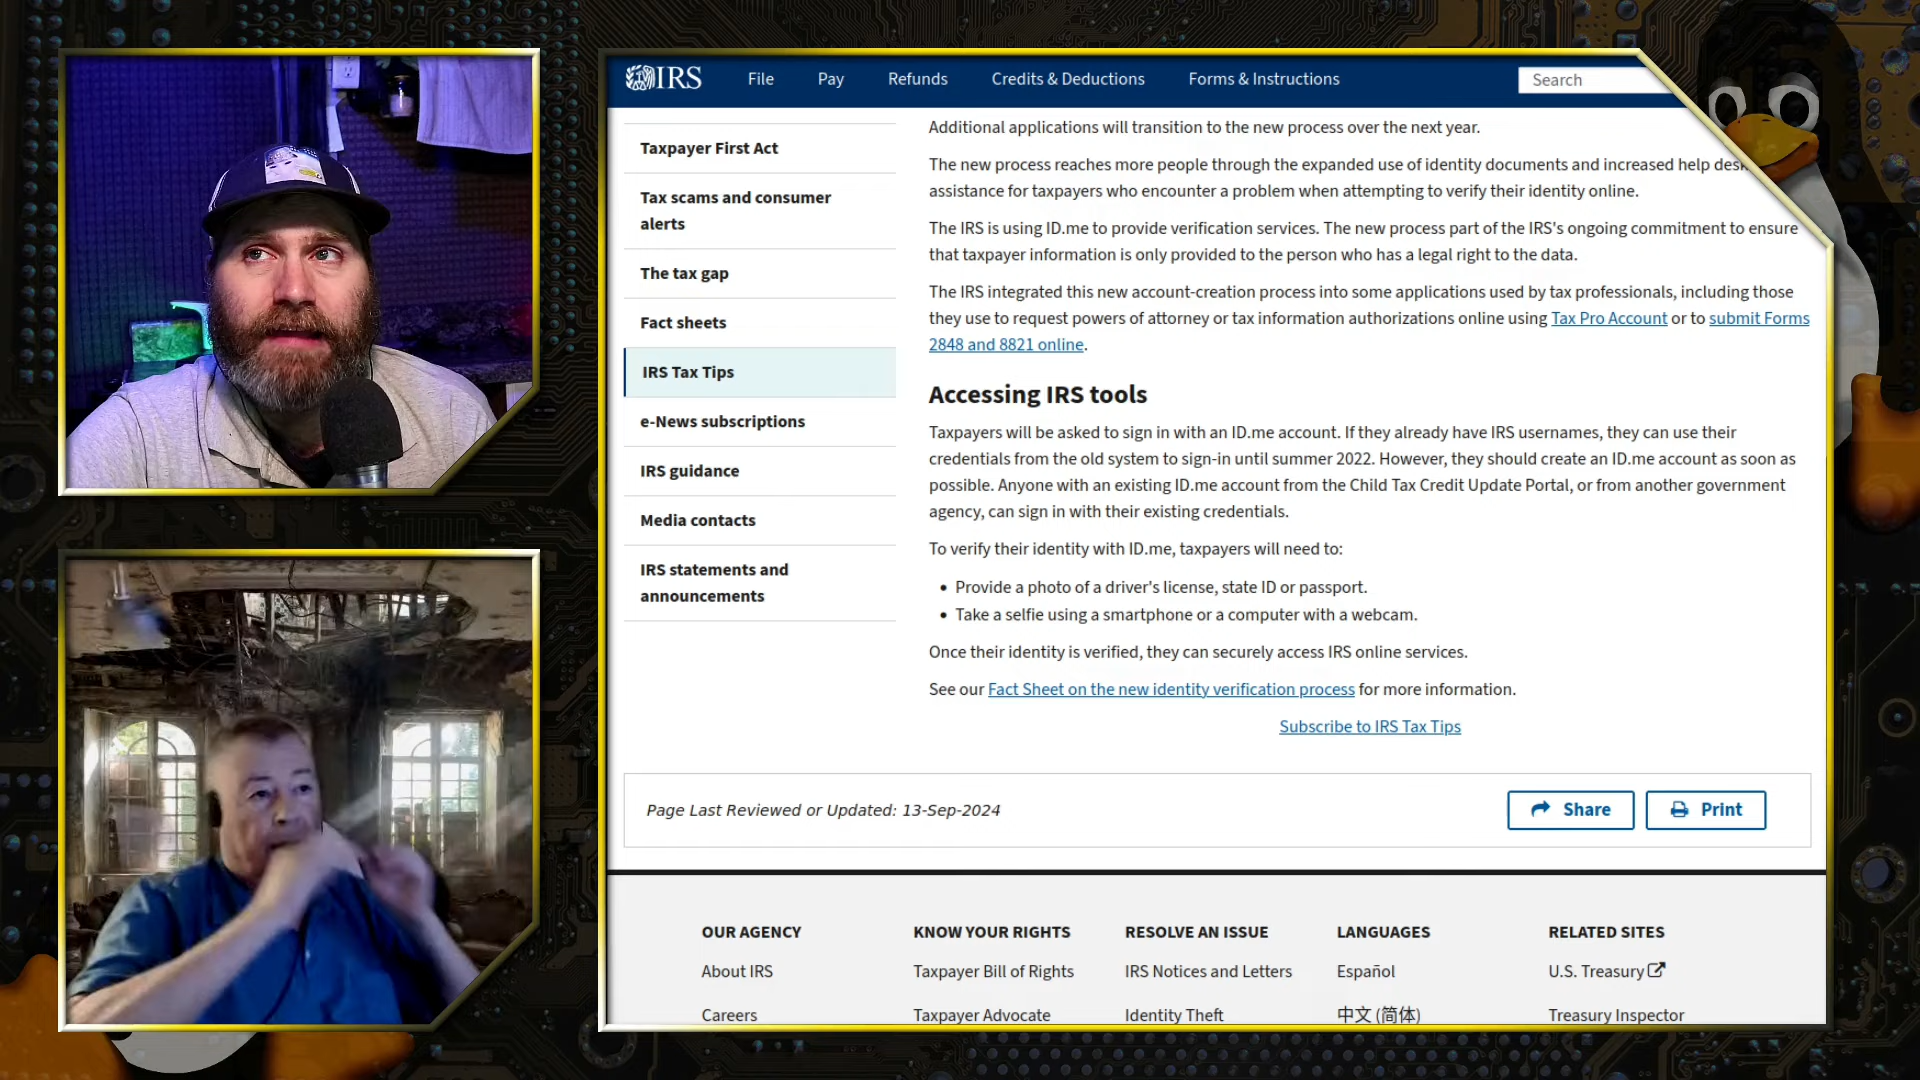 IRS
File
Pay
Refunds
Credits & Deductions
Forms & Instructions
Search
Taxpayer First Act
Tax scams and consumer
alerts
The tax gap
Fact sheets
IRS Tax Tips
e-News subscriptions
IRS guidance
Media contacts
IRS statements and
announcements
Additional applications will transition to the new process over the next year.
The new process reaches more people through the expanded use of identity documents and increased help
assistance for taxpayers who encounter a problem when attempting to verify their identity online.
The IRS is using ID.me to provide verification services. The new process part of the IRS's ongoing commitment to ensure
that taxpayer information is only provided to the person who has a legal right to the data.
The IRS integrated this new account-creation process into some applications used by tax professionals, including those
they use to request powers of attorney or tax information authorizations online using Tax Pro Account or to submit Forms
2848 and 8821 online.
Accessing IRS tools
Taxpayers will be asked to sign in with an ID.me account. If they already have IRS usernames, they can use their
credentials from the old system to sign-in until summer 2022. However, they should create an ID.me account as soon as
possible. Anyone with an existing ID.me account from the Child Tax Credit Update Portal, or from another government
agency, can sign in with their existing credentials.
To verify their identity with ID.me, taxpayers will need to:
• Provide a photo of a driver's license, state ID or passport.
• Take a selfie using a smartphone or a computer with a webcam.
Once their identity is verified, they can securely access IRS online services.
See our Fact Sheet on the new identity verification process for more information.
Subscribe to IRS Tax Tips
Page Last Reviewed or Updated: 13-Sep-2024
Share
Print
OUR AGENCY
About IRS
Careers
KNOW YOUR RIGHTS
Taxpayer Bill of Rights
Taxpayer Advocate
RESOLVE AN ISSUE
IRS Notices and Letters
Identity Theft
LANGUAGES
Español
中文 (简体)
RELATED SITES
U.S. Treasury
Treasury Inspector